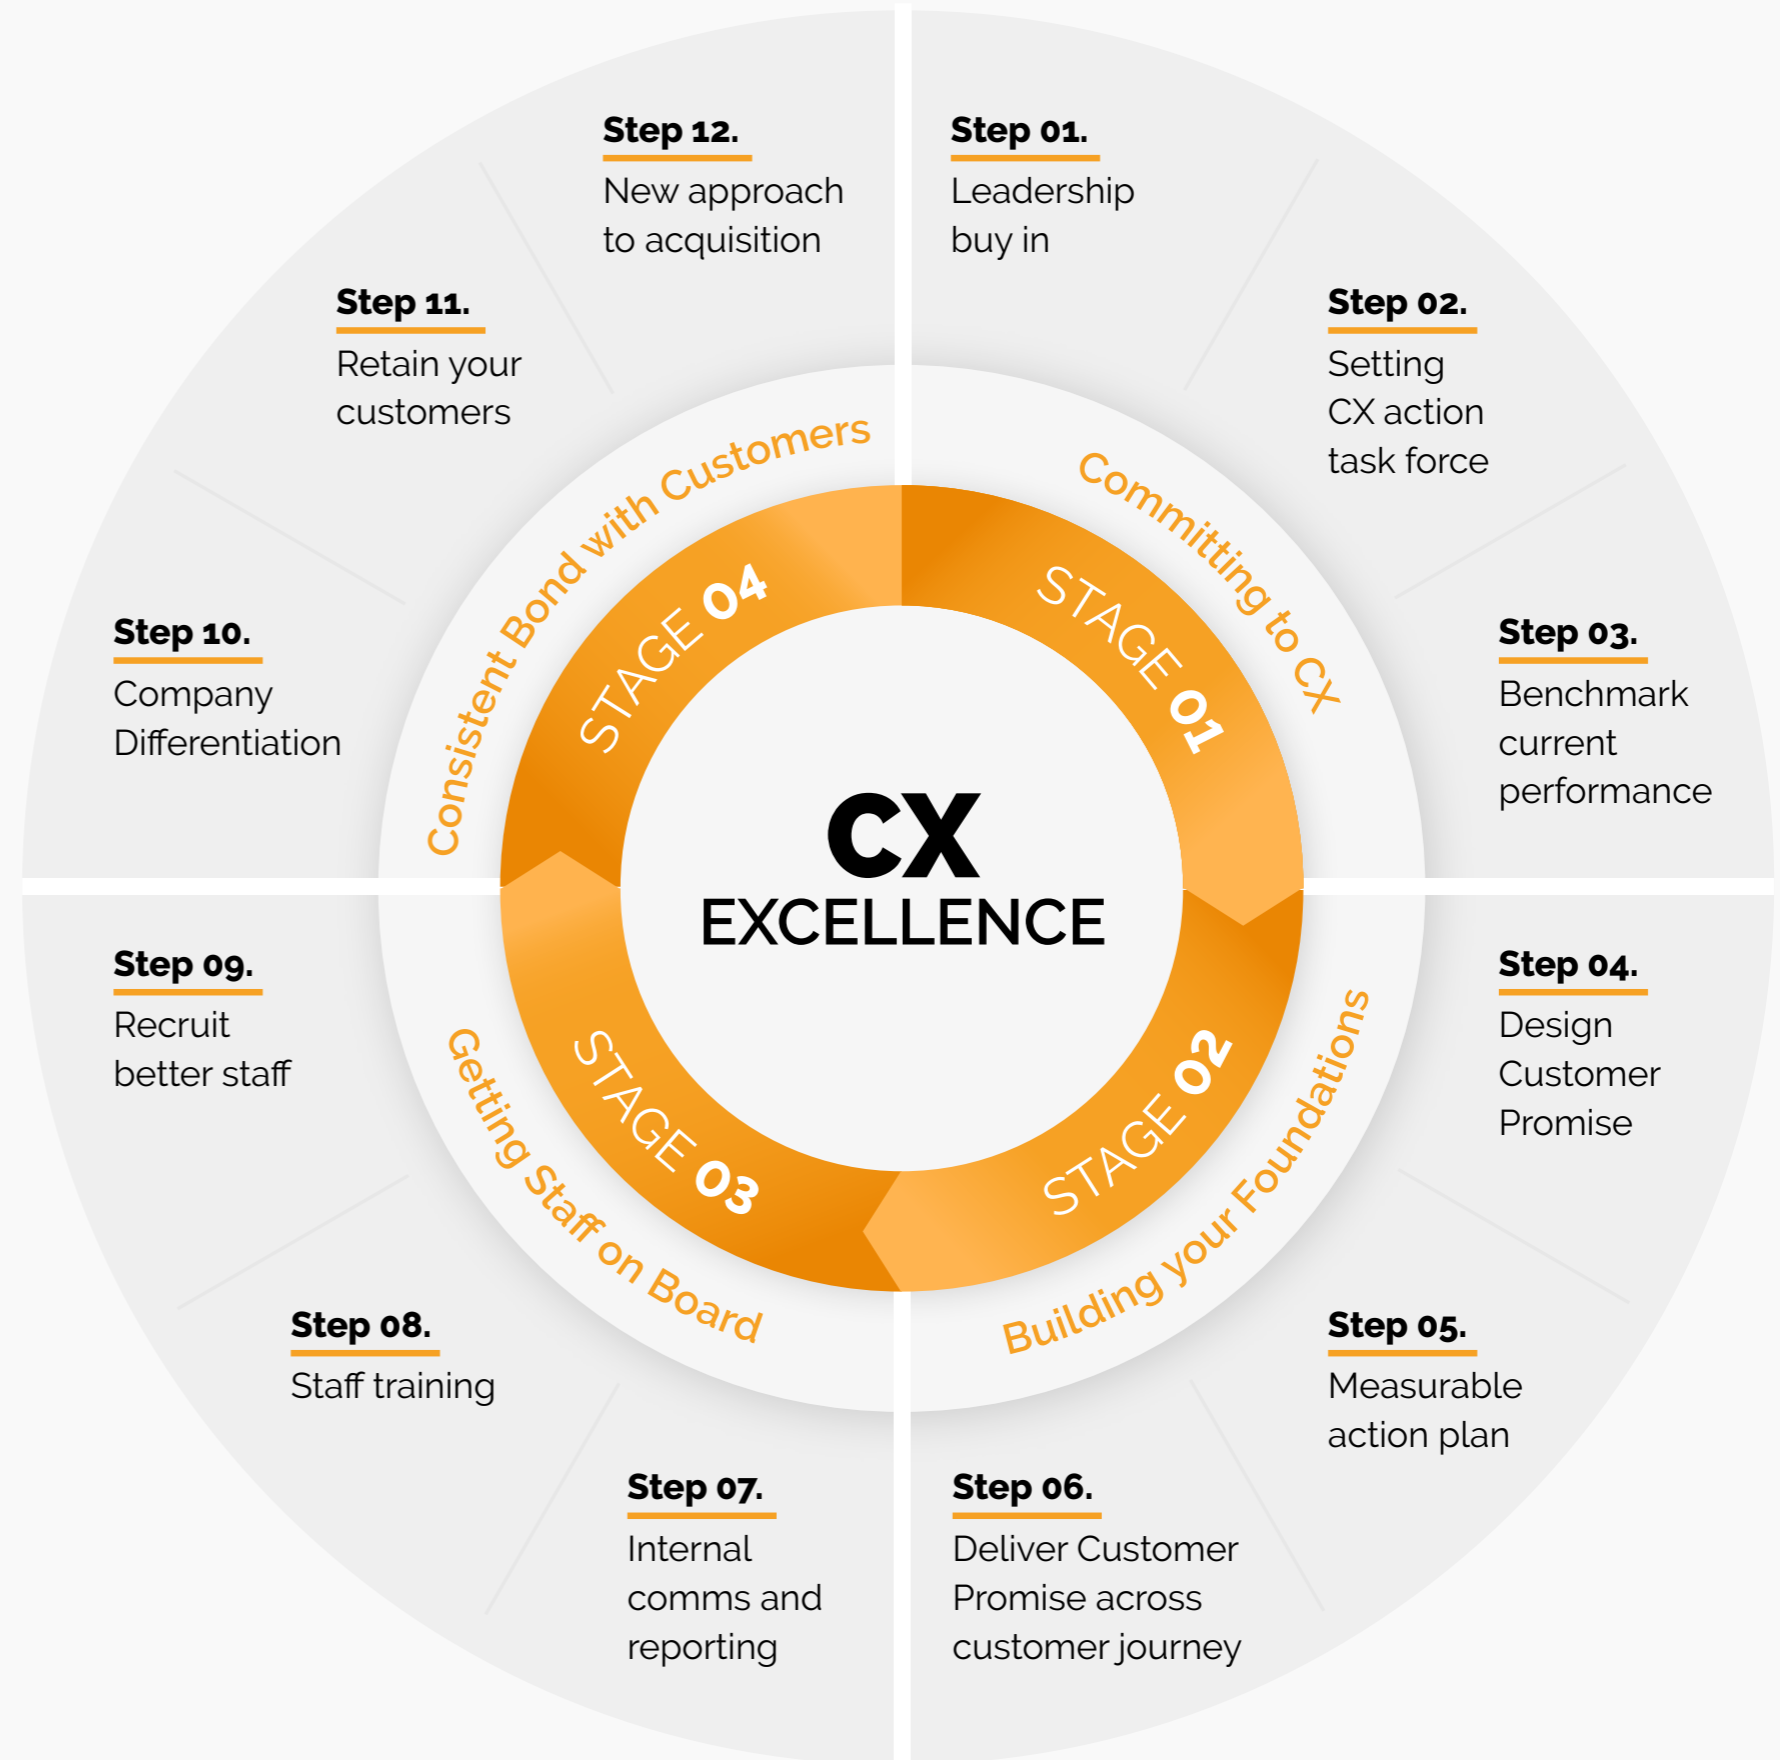 CX
EXCELLENCE
STAGE 01
Committing to CX
Step 01.
Leadership
buy in
Step 02.
Setting
CX action
task force
Step 03.
Benchmark
current
performance
STAGE 02
Building your Foundations
Step 04.
Design
Customer
Promise
Step 05.
Measurable
action plan
Step 06.
Deliver Customer
Promise across
customer journey
STAGE 03
Getting Staff on Board
Step 07.
Internal
comms and
reporting
Step 08.
Staff training
Step 09.
Recruit
better staff
STAGE 04
Consistent Bond with Customers
Step 10.
Company
Differentiation
Step 11.
Retain your
customers
Step 12.
New approach
to acquisition